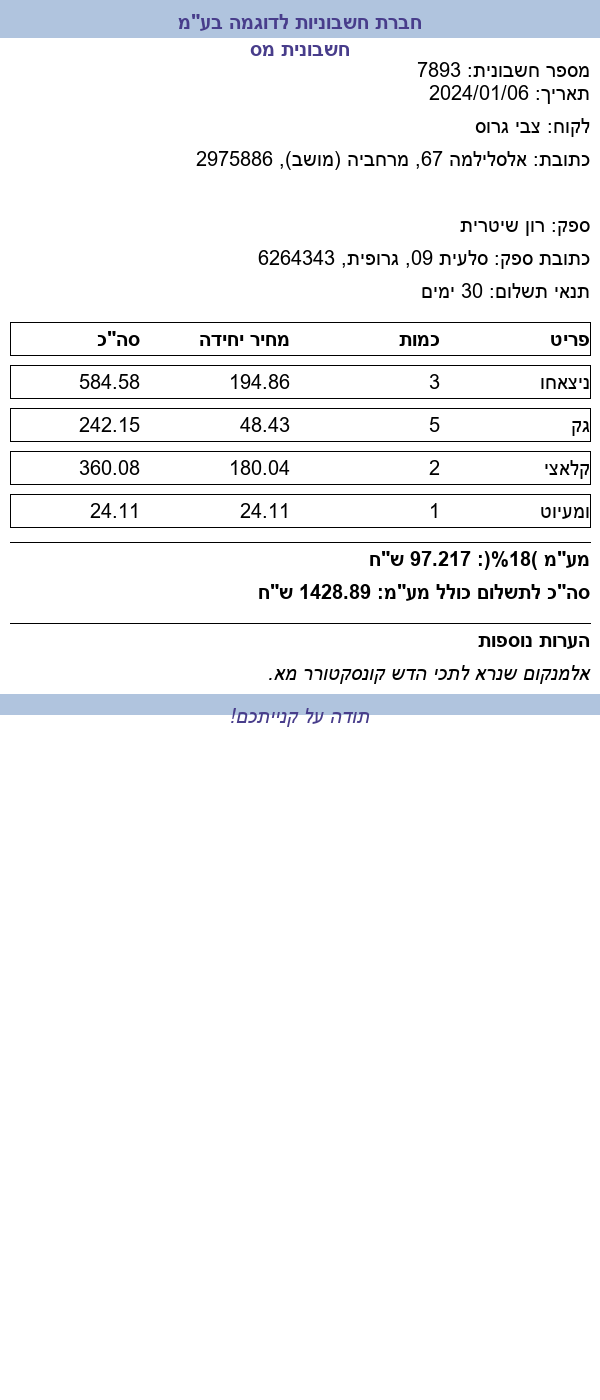 חברת חשבוניות לדוגמה בע"מ
חשבונית מס
מספר חשבונית: 7893
תאריך: 2024/01/06
לקוח: צבי גרוס
כתובת: אלסלילמה 67, מרחביה (מושב), 2975886
ספק: רון שיטרית
כתובת ספק: סלעית 09, גרופית, 6264343
תנאי תשלום: 30 ימים
פריט כמות מחיר יחידה סה"כ
ניצאחו 3 194.86 584.58
גק 5 48.43 242.15
קלאצי 2 180.04 360.08
ומעיוט 1 24.11 24.11
מע"מ )18%(: 97.217 ש"ח
סה"כ לתשלום כולל מע"מ: 1428.89 ש"ח
הערות נוספות
אלמנקום שנרא לתכי הדש קונסקטורר מא.
תודה על קנייתכם!